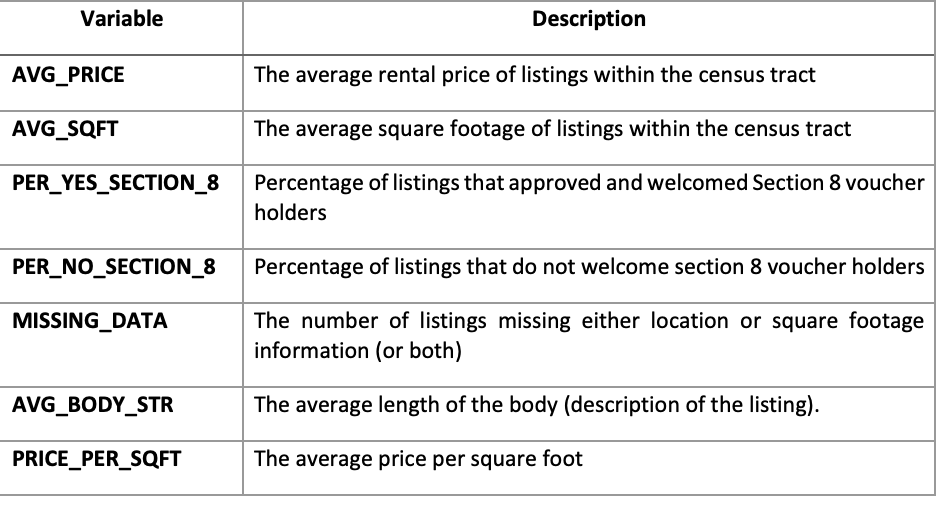 Variable Description
AVG_PRICE The average rental price of listings within the census tract
AVG_SQFT The average square footage of listings within the census tract
PER_YES_SECTION_8 Percentage of listings that approved and welcomed Section 8 voucher
holders
PER_NO_SECTION_8 Percentage of listings that do not welcome section 8 voucher holders
MISSING_DATA The number of listings missing either location or square footage
information (or both)
AVG_BODY_STR The average length of the body (description of the listing).
PRICE_PER_SQFT The average price per square foot